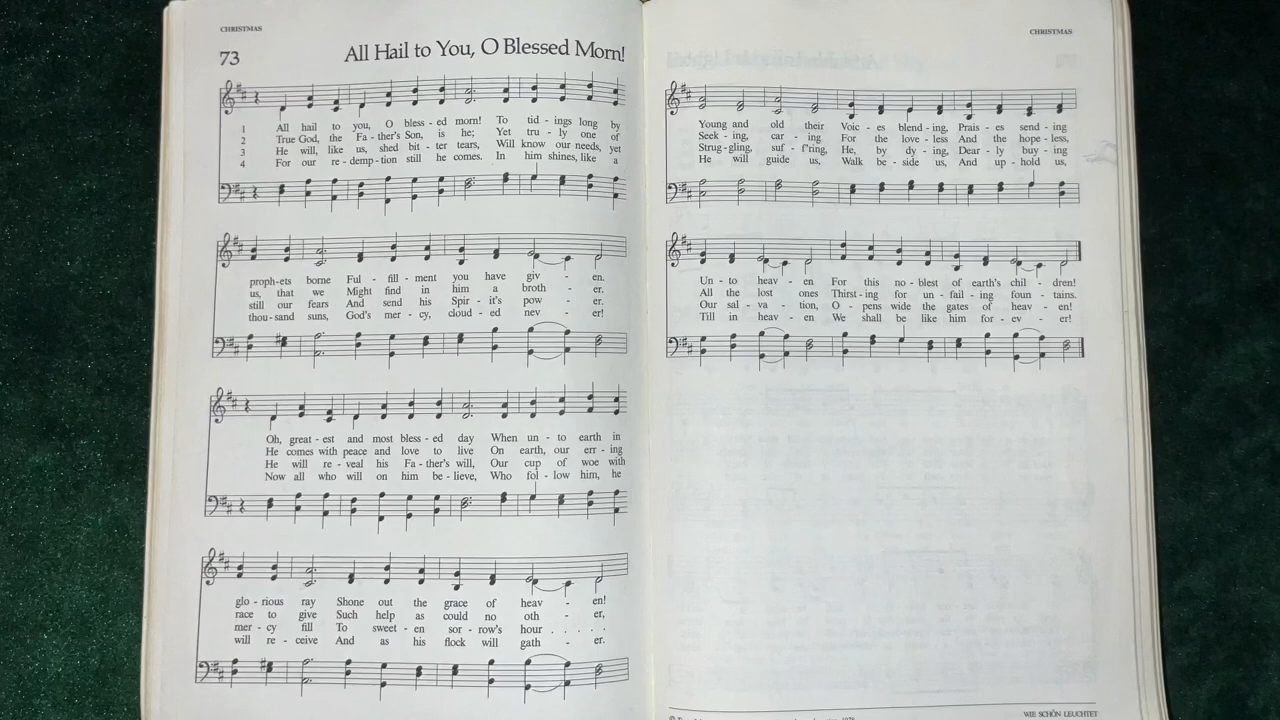 CHRISTMAS
73
All Hail to You, O Blessed Morn!
1 All hail to you, O bless - ed morn! To tid - ings long by
2 True God, the Fa - ther's Son, is he; Yet tru - ly one of
3 He will, like us, shed bit - ter tears, Will know our needs, yet
4 For our re - demp - tion still he comes. In him shines, like a
proph-ets borne Ful - fill - ment you have giv - en.
us, that we Might find in him a broth - er.
still our fears And send his Spir - it's pow - er.
thou - sand suns, God's mer - cy, cloud - ed nev - er!
Oh, great - est and most bless - ed day When un - to earth in
He comes with peace and love to live On earth, our err - ing
He will re - veal his Fa - ther's will, Our cup of woe with
Now all who will on him be - lieve, Who fol - low him, he
glo - rious ray Shone out the grace of heav - en!
race to give Such help as could no oth - er,
mer - cy fill To sweet - en sor - row's hour . . . . .
will re - ceive And as his flock will gath - er.
CHRISTMAS
Young and old their Voic - es blend - ing, Prais - es send - ing
Seek - ing, car - ing For the love - less And the hope - less,
Strug - gling, suf - f'ring, He, by dy - ing, Dear - ly buy - ing
He will guide us, Walk be - side us, And up - hold us,
Un - to heav - en For this no - blest of earth's chil - dren!
All the lost ones Thirst - ing for un - fail - ing foun - tains.
Our sal - va - tion, O - pens wide the gates of heav - en!
Till in heav - en We shall be like him for - ev - er!
WIE SCHÖN LEUCHTET